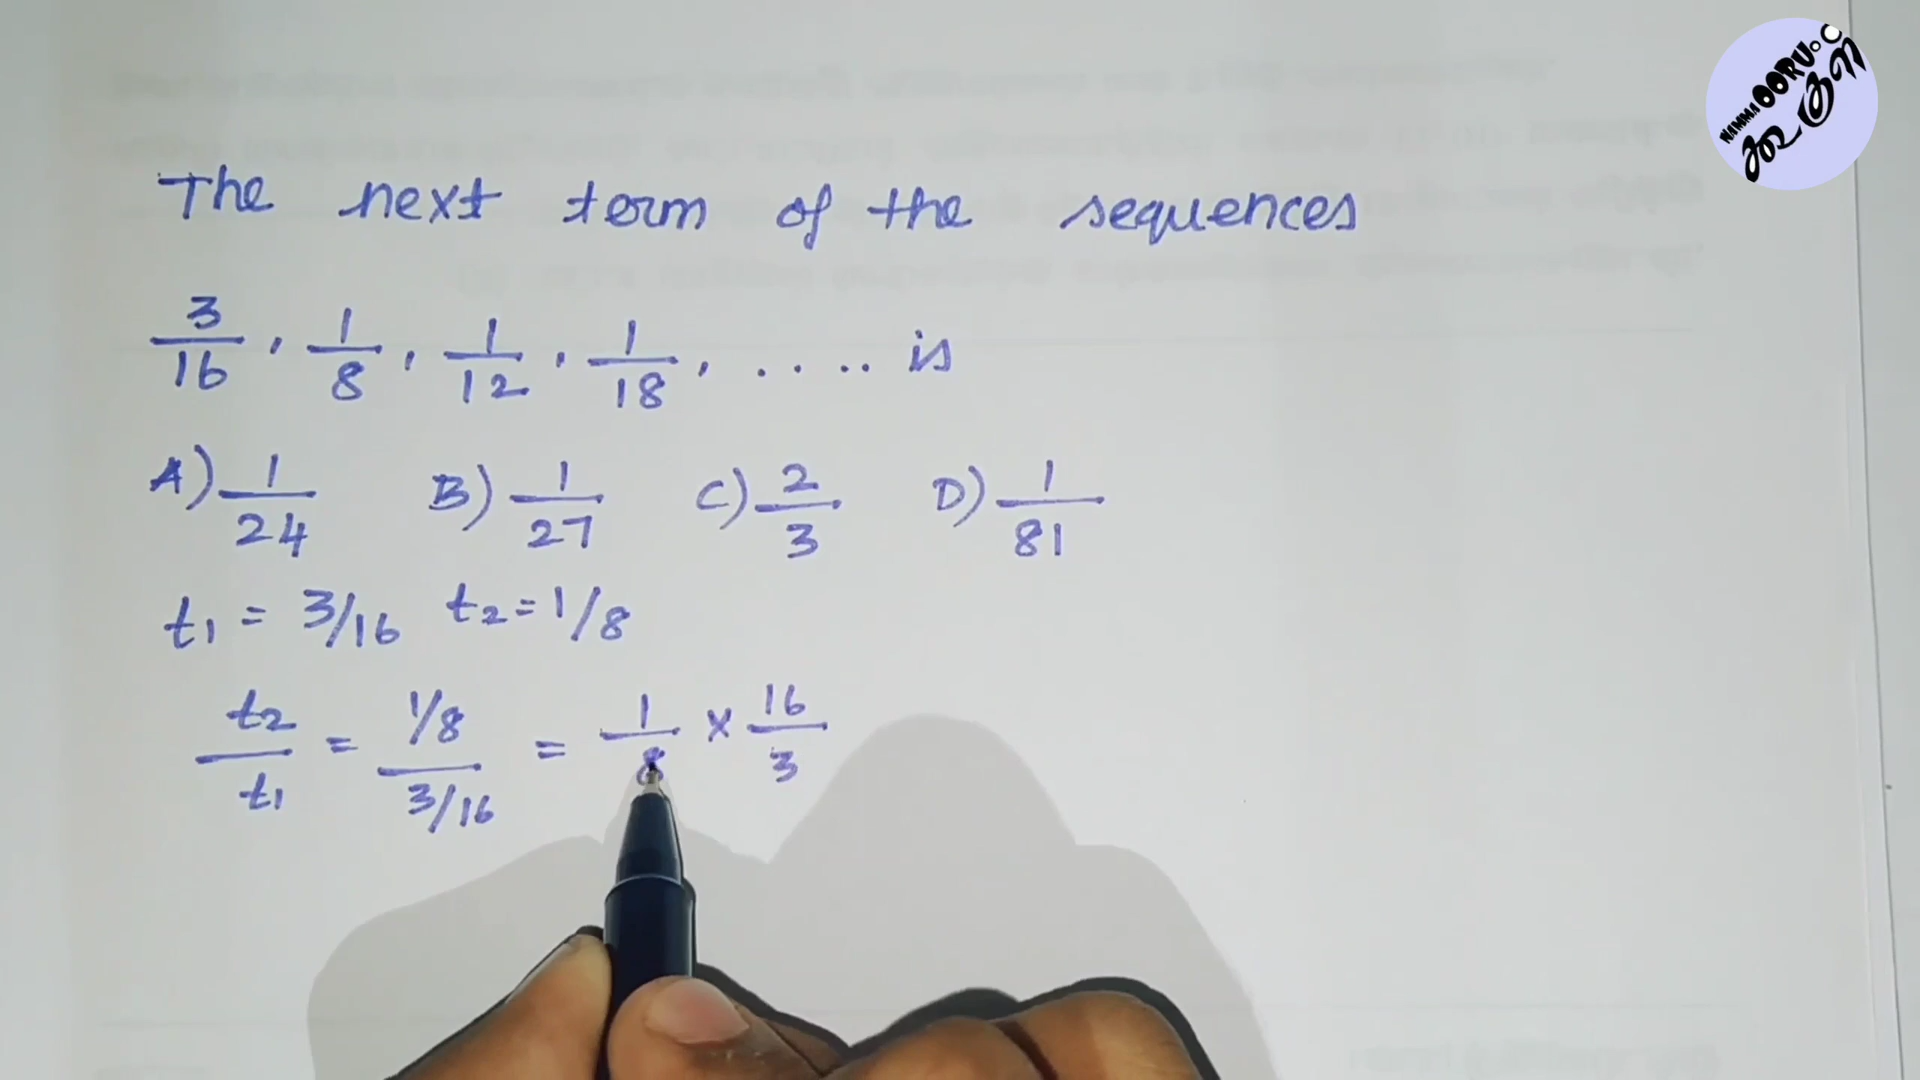 NAMMA OORU
The next term of the sequences
3/16, 1/8, 1/12, 1/18, ..... is
A) 1/24 B) 1/27 C) 2/3 D) 1/81
t1 = 3/16 t2 = 1/8
t2/t1 = 1/8 / 3/16 = 1/8 × 16/3